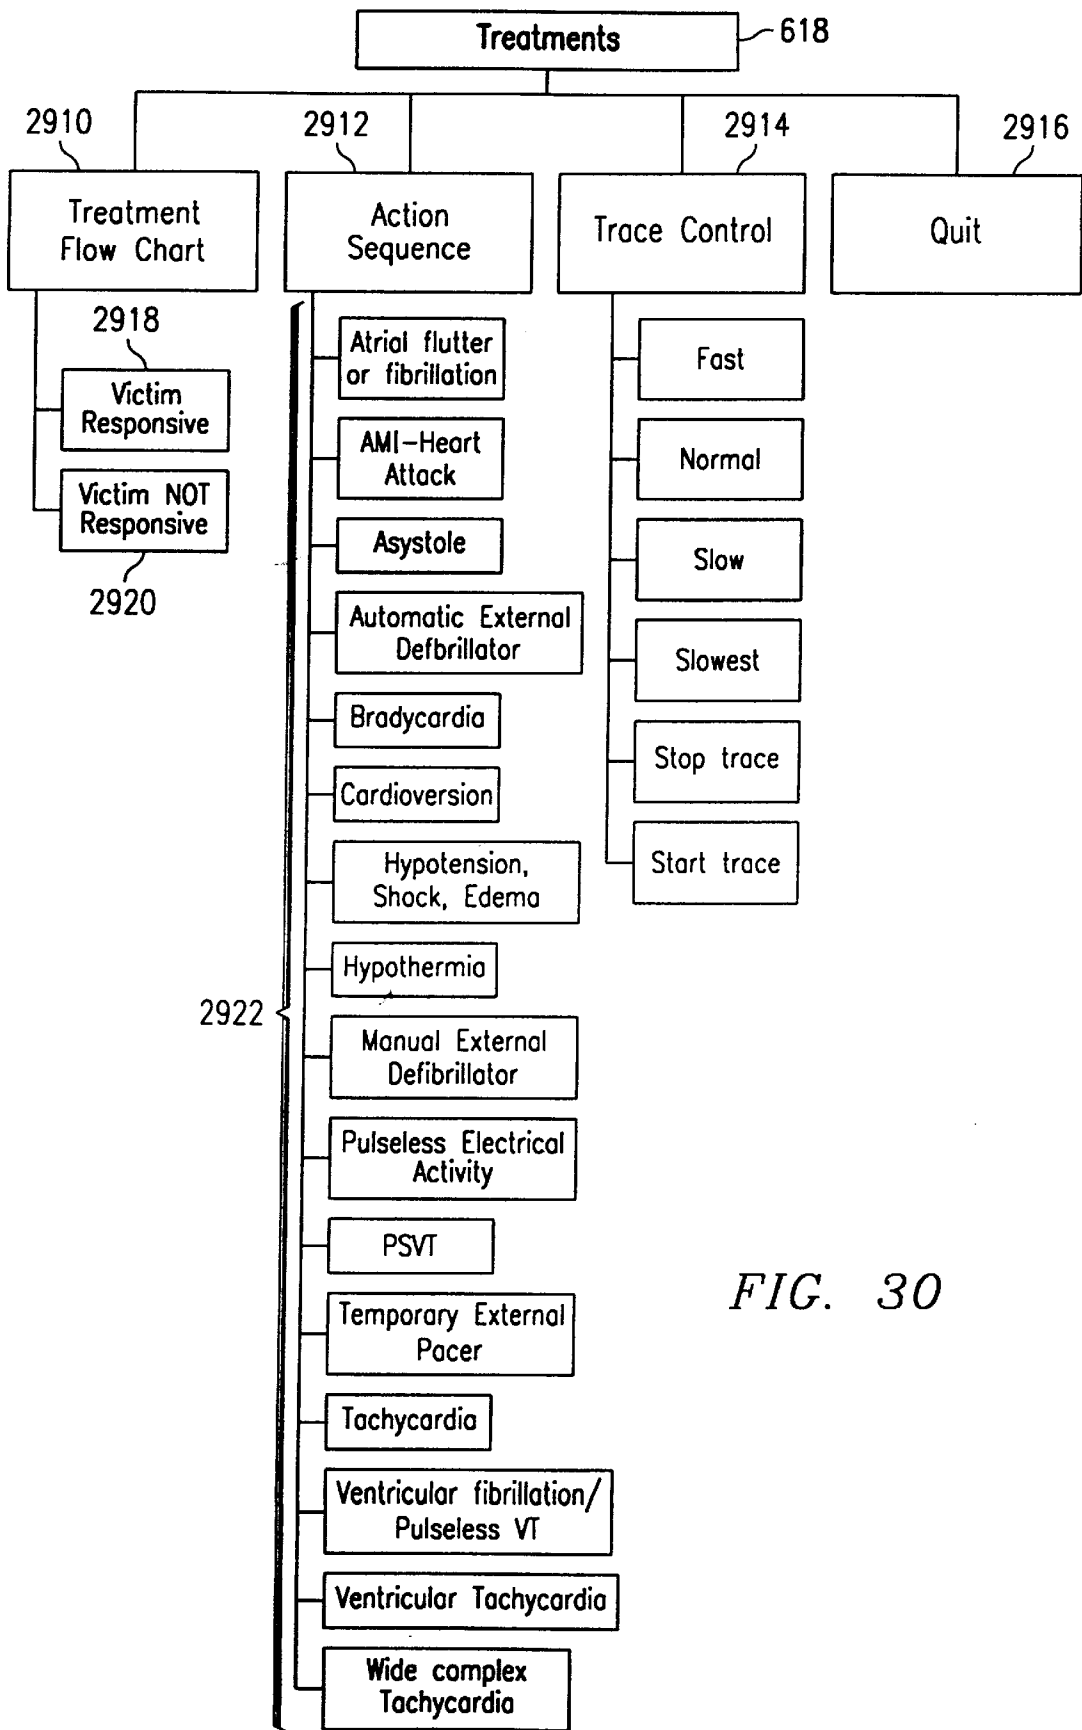 Treatments
618
2910
2912
2914
2916
Treatment
Flow Chart
Action
Sequence
Trace Control
Quit
2918
Victim
Responsive
Victim NOT
Responsive
2920
2922
Atrial flutter
or fibrillation
AMI-Heart
Attack
Asystole
Automatic External
Defbrillator
Bradycardia
Cardioversion
Hypotension,
Shock, Edema
Hypothermia
Manual External
Defibrillator
Pulseless Electrical
Activity
PSVT
Temporary External
Pacer
Tachycardia
Ventricular fibrillation/
Pulseless VT
Ventricular Tachycardia
Wide complex
Tachycardia
Fast
Normal
Slow
Slowest
Stop trace
Start trace
FIG. 30